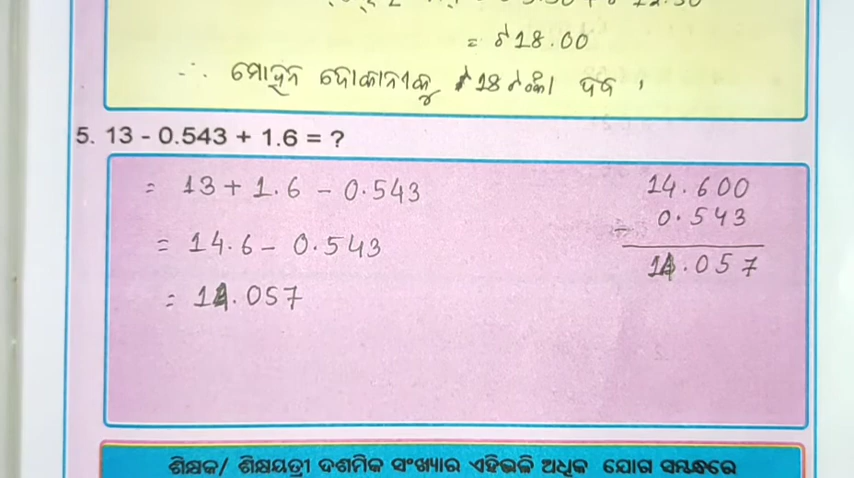 = ₹18.00
∴ ମୋହନ ଦୋକାନୀକୁ ₹18 ଟଙ୍କା ଦେବ ।
5. 13 - 0.543 + 1.6 = ?
= 13 + 1.6 - 0.543
= 14.6 - 0.543
= 14.057
14.600
- 0.543
14.057
ଶିକ୍ଷକ/ ଶିକ୍ଷୟତ୍ରୀ ଦଶମିକ ସଂଖ୍ୟାର ଏହିଭଳି ଅଧିକ ଯୋଗ ସମ୍ବନ୍ଧରେ